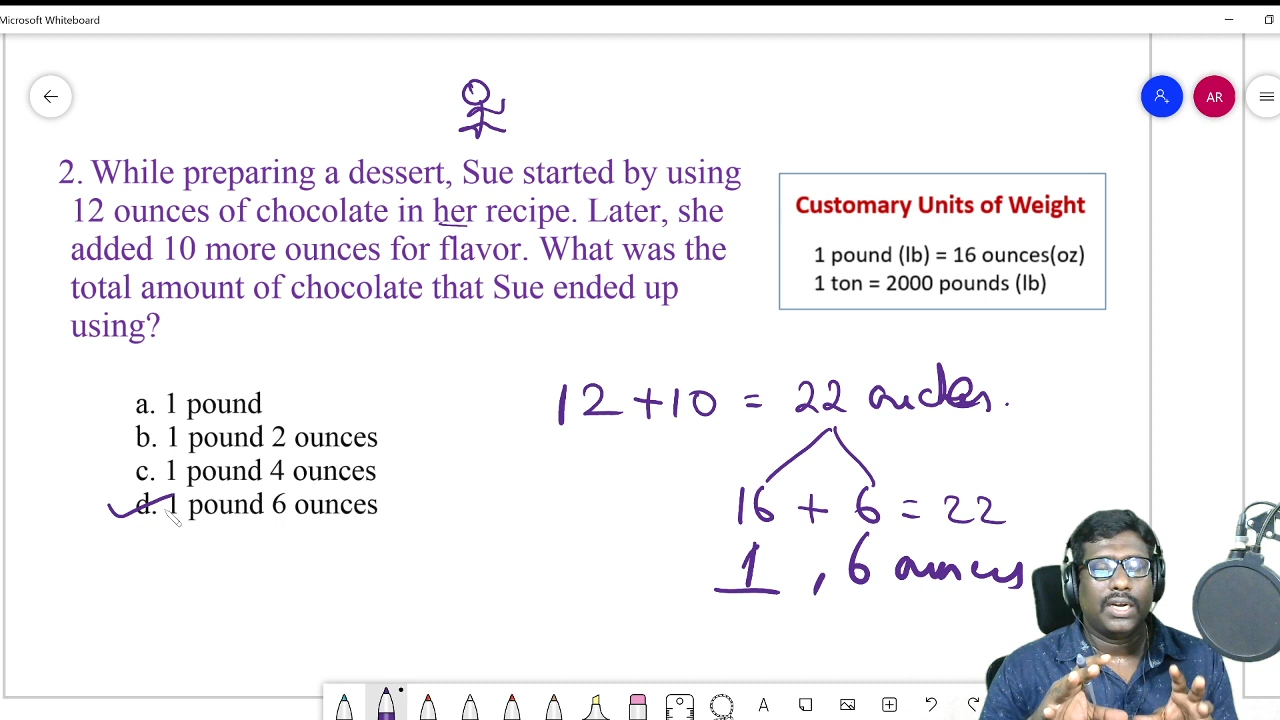 Microsoft Whiteboard
AR
2. While preparing a dessert, Sue started by using
12 ounces of chocolate in her recipe. Later, she
added 10 more ounces for flavor. What was the
total amount of chocolate that Sue ended up
using?
Customary Units of Weight
1 pound (lb) = 16 ounces(oz)
1 ton = 2000 pounds (lb)
a. 1 pound
b. 1 pound 2 ounces
c. 1 pound 4 ounces
d. 1 pound 6 ounces
12 + 10 = 22 ounces.
16 + 6 = 22
1 , 6 ounces
A